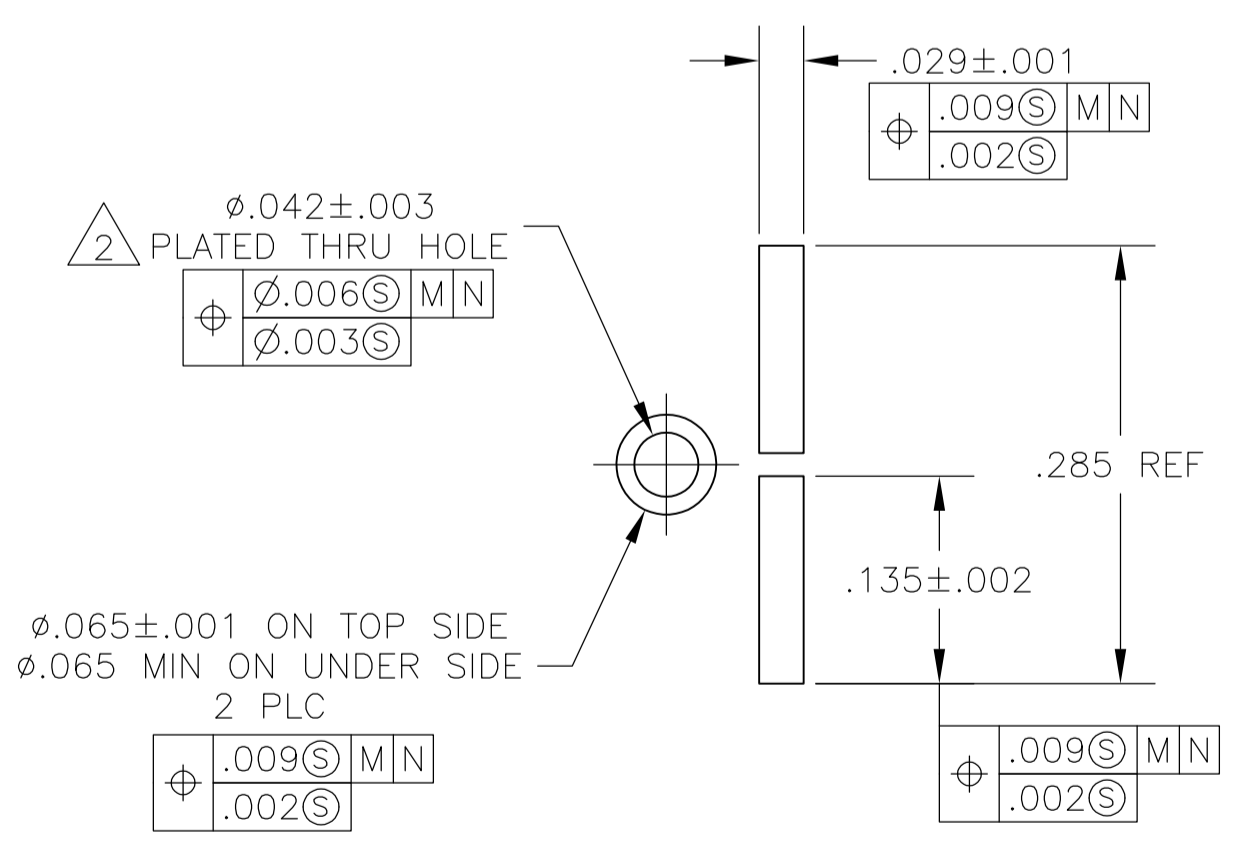 .029±.001
⌖ .009Ⓢ M N
.002Ⓢ
⌀.042±.003
2 PLATED THRU HOLE
⌖ ⌀.006Ⓢ M N
⌀.003Ⓢ
.285 REF
.135±.002
⌀.065±.001 ON TOP SIDE
⌀.065 MIN ON UNDER SIDE
2 PLC
⌖ .009Ⓢ M N
.002Ⓢ
⌖ .009Ⓢ M N
.002Ⓢ